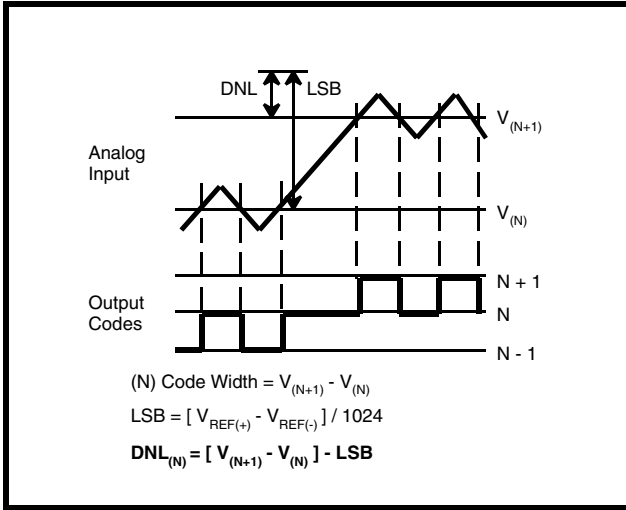 DNL LSB
V(N+1)
Analog
Input
V(N)
N + 1
Output
Codes
N
N - 1
(N) Code Width = V(N+1) - V(N)
LSB = [ VREF(+) - VREF(-) ] / 1024
DNL(N) = [ V(N+1) - V(N) ] - LSB